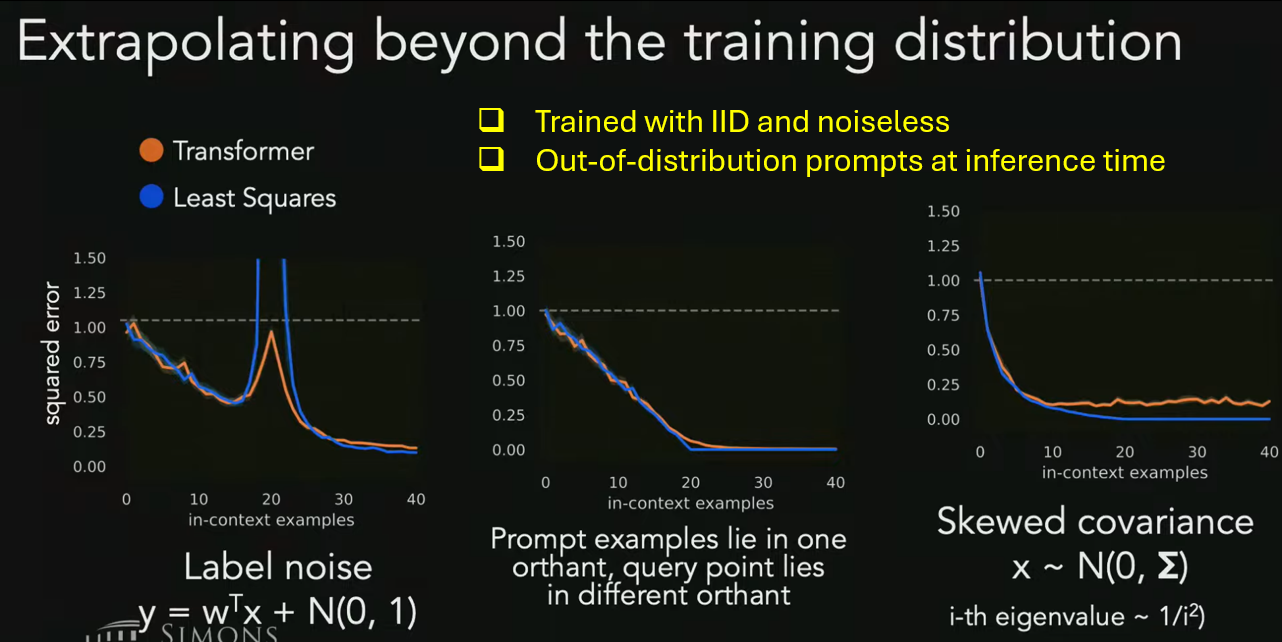 Extrapolating beyond the training distribution
❑ Trained with IID and noiseless
❑ Out-of-distribution prompts at inference time
Transformer
Least Squares
squared error
1.50
1.25
1.00
0.75
0.50
0.25
0.00
0 10 20 30 40
in-context examples
Label noise
y = wᵀx + N(0, 1)
SIMONS
1.50
1.25
1.00
0.75
0.50
0.25
0.00
0 10 20 30 40
in-context examples
Prompt examples lie in one
orthant, query point lies
in different orthant
1.50
1.25
1.00
0.75
0.50
0.25
0.00
0 10 20 30 40
in-context examples
Skewed covariance
x ~ N(0, Σ)
i-th eigenvalue ~ 1/i²)